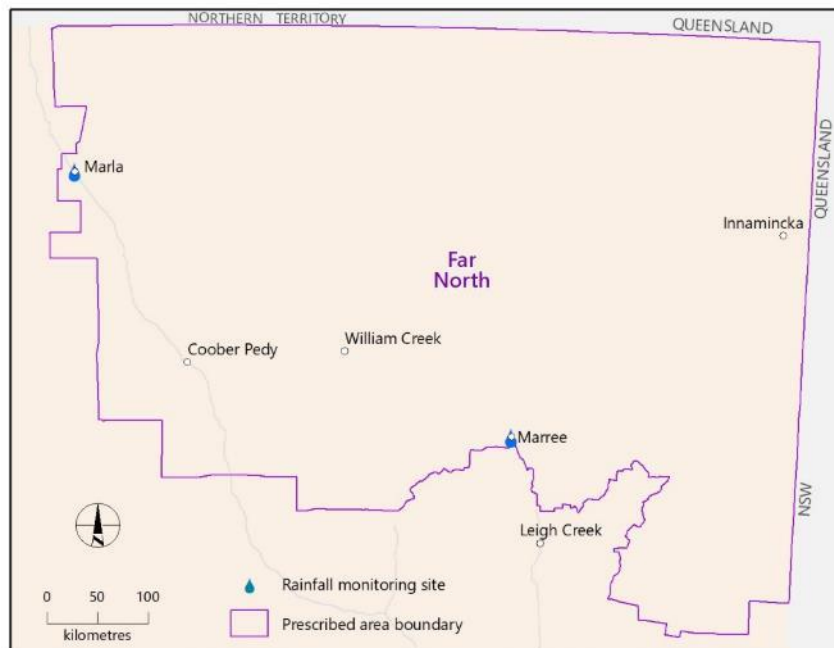 NORTHERN TERRITORY
QUEENSLAND
QUEENSLAND
Marla
Innamincka
Far
North
William Creek
Coober Pedy
Marree
NSW
Leigh Creek
N
Rainfall monitoring site
0 50 100
kilometres
Prescribed area boundary